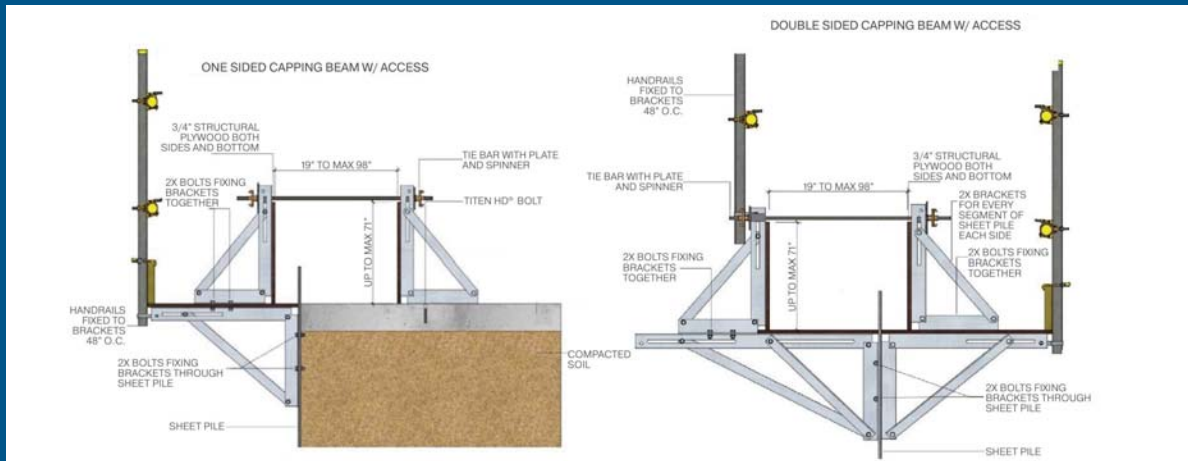 ONE SIDED CAPPING BEAM W/ ACCESS
3/4" STRUCTURAL
PLYWOOD BOTH
SIDES AND BOTTOM
2X BOLTS FIXING
BRACKETS
TOGETHER
19" TO MAX 98"
UP TO MAX 71"
TIE BAR WITH PLATE
AND SPINNER
TITEN HD® BOLT
HANDRAILS
FIXED TO
BRACKETS
48" O.C.
2X BOLTS FIXING
BRACKETS THROUGH
SHEET PILE
SHEET PILE
COMPACTED
SOIL
DOUBLE SIDED CAPPING BEAM W/ ACCESS
HANDRAILS
FIXED TO
BRACKETS
48" O.C.
TIE BAR WITH PLATE
AND SPINNER
19" TO MAX 98"
UP TO MAX 71"
3/4" STRUCTURAL
PLYWOOD BOTH
SIDES AND BOTTOM
2X BRACKETS
FOR EVERY
SEGMENT OF
SHEET PILE
EACH SIDE
2X BOLTS FIXING
BRACKETS
TOGETHER
2X BOLTS FIXING
BRACKETS
TOGETHER
2X BOLTS FIXING
BRACKETS THROUGH
SHEET PILE
SHEET PILE